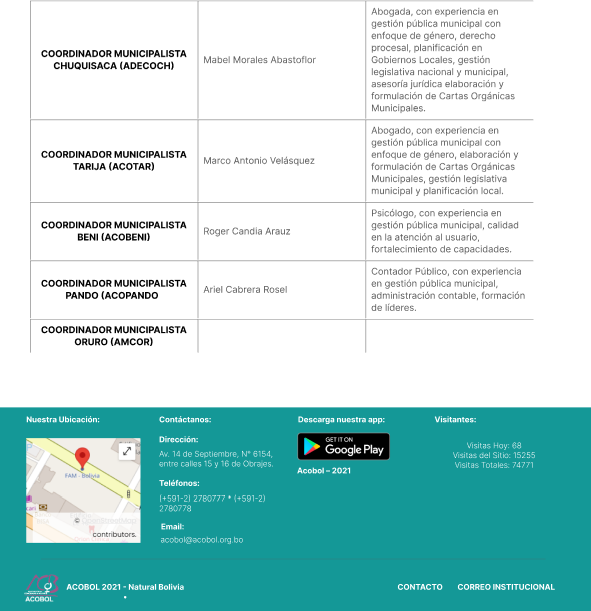 COORDINADOR MUNICIPALISTA
CHUQUISACA (ADECOCH)
Mabel Morales Abastoflor
Abogada, con experiencia en
gestión pública municipal con
enfoque de género, derecho
procesal, planificación en
Gobiernos Locales, gestión
legislativa nacional y municipal,
asesoría jurídica elaboración y
formulación de Cartas Orgánicas
Municipales.
COORDINADOR MUNICIPALISTA
TARIJA (ACOTAR)
Marco Antonio Velásquez
Abogado, con experiencia en
gestión pública municipal con
enfoque de género, elaboración y
formulación de Cartas Orgánicas
Municipales, gestión legislativa
municipal y planificación local.
COORDINADOR MUNICIPALISTA
BENI (ACOBENI)
Roger Candia Arauz
Psicólogo, con experiencia en
gestión pública municipal, calidad
en la atención al usuario,
fortalecimiento de capacidades.
COORDINADOR MUNICIPALISTA
PANDO (ACOPANDO
Ariel Cabrera Rosel
Contador Público, con experiencia
en gestión pública municipal,
administración contable, formación
de líderes.
COORDINADOR MUNICIPALISTA
ORURO (AMCOR)
Nuestra Ubicación:
FAM - Bolivia
©
contributors.
Contáctanos:
Dirección:
Av. 14 de Septiembre, N° 6154,
entre calles 15 y 16 de Obrajes.
Teléfonos:
(+591-2) 2780777 * (+591-2)
2780778
Email:
acobol@acobol.org.bo
Descarga nuestra app:
GET IT ON
Google Play
Acobol – 2021
Visitantes:
Visitas Hoy: 68
Visitas del Sitio: 15255
Visitas Totales: 74771
ACOBOL
ACOBOL 2021 - Natural Bolivia
•
CONTACTO
CORREO INSTITUCIONAL